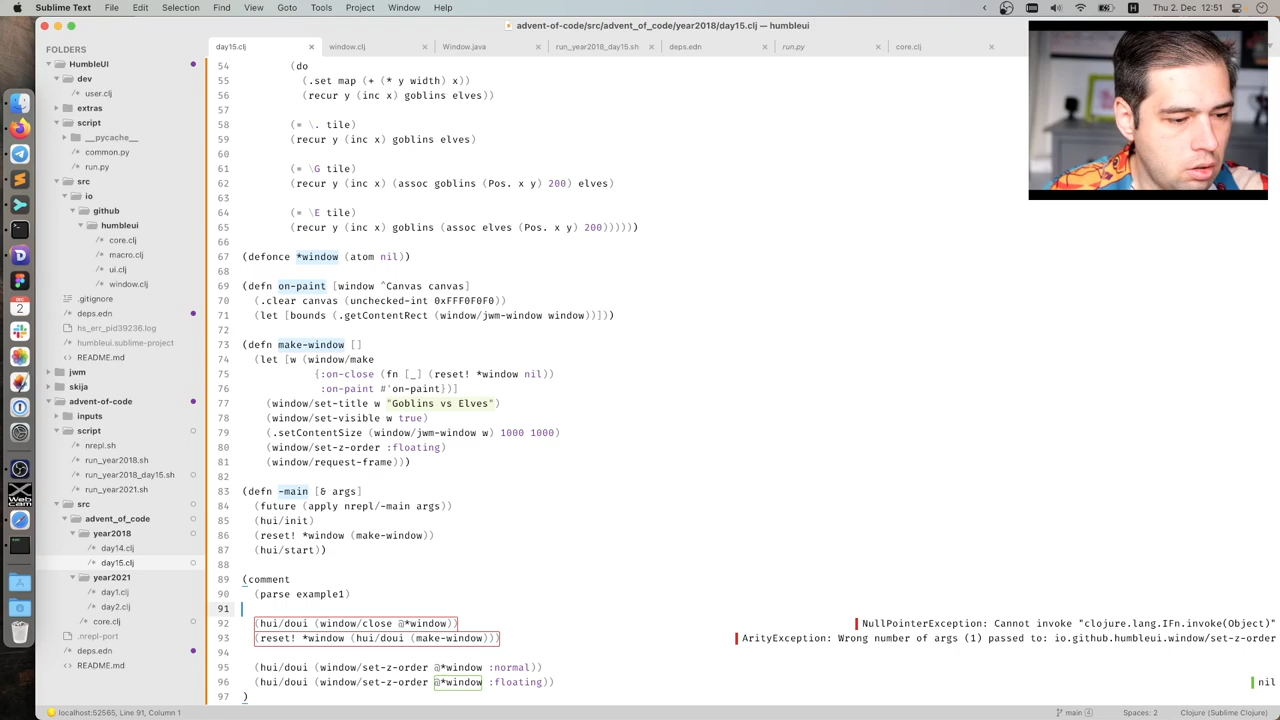 Sublime Text File Edit Selection Find View Goto Tools Project Window Help
Thu 2. Dec 12:51
advent-of-code/src/advent_of_code/year2018/day15.clj — humbleui
FOLDERS
HumbleUI
dev
user.clj
extras
script
__pycache__
common.py
run.py
src
io
github
humbleui
core.clj
macro.clj
ui.clj
window.clj
.gitignore
deps.edn
hs_err_pid39236.log
humbleui.sublime-project
README.md
jwm
skija
advent-of-code
inputs
script
nrepl.sh
run_year2018.sh
run_year2018_day15.sh
run_year2021.sh
src
advent_of_code
year2018
day14.clj
day15.clj
year2021
day1.clj
day2.clj
core.clj
.nrepl-port
deps.edn
README.md
day15.clj window.clj Window.java run_year2018_day15.sh deps.edn run.py core.clj
54 (do
55 (.set map (+ (* y width) x))
56 (recur y (inc x) goblins elves))
57
58 (= \. tile)
59 (recur y (inc x) goblins elves)
60
61 (= \G tile)
62 (recur y (inc x) (assoc goblins (Pos. x y) 200) elves)
63
64 (= \E tile)
65 (recur y (inc x) goblins (assoc elves (Pos. x y) 200))))))
66
67 (defonce *window (atom nil))
68
69 (defn on-paint [window ^Canvas canvas]
70 (.clear canvas (unchecked-int 0xFFF0F0F0))
71 (let [bounds (.getContentRect (window/jwm-window window))]))
72
73 (defn make-window []
74 (let [w (window/make
75 {:on-close (fn [_] (reset! *window nil))
76 :on-paint #'on-paint})]
77 (window/set-title w "Goblins vs Elves")
78 (window/set-visible w true)
79 (.setContentSize (window/jwm-window w) 1000 1000)
80 (window/set-z-order :floating)
81 (window/request-frame)))
82
83 (defn -main [& args]
84 (future (apply nrepl/-main args))
85 (hui/init)
86 (reset! *window (make-window))
87 (hui/start))
88
89 (comment
90 (parse example1)
91
92 (hui/doui (window/close @*window)) NullPointerException: Cannot invoke "clojure.lang.IFn.invoke(Object)"
93 (reset! *window (hui/doui (make-window))) ArityException: Wrong number of args (1) passed to: io.github.humbleui.window/set-z-order
94
95 (hui/doui (window/set-z-order @*window :normal))
96 (hui/doui (window/set-z-order @*window :floating)) nil
97 )
localhost:52565, Line 91, Column 1 main 4 Spaces: 2 Clojure (Sublime Clojure)